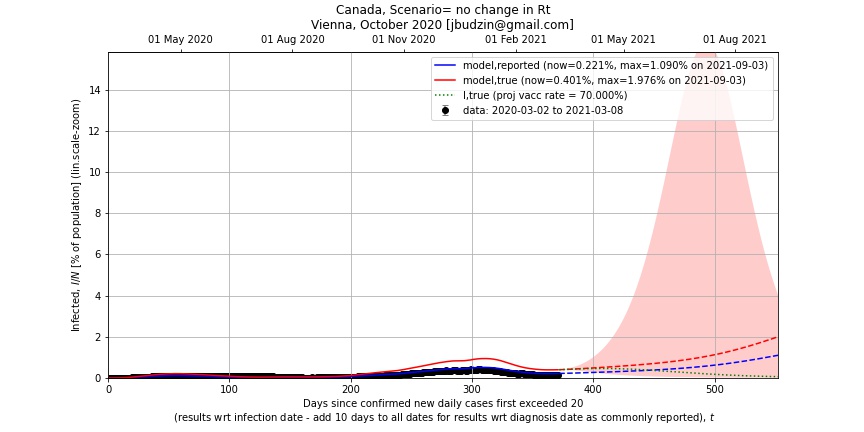 Canada, Scenario= no change in Rt
Vienna, October 2020 [jbudzin@gmail.com]
01 May 2020 01 Aug 2020 01 Nov 2020 01 Feb 2021 01 May 2021 01 Aug 2021
model,reported (now=0.221%, max=1.090% on 2021-09-03)
model,true (now=0.401%, max=1.976% on 2021-09-03)
I,true (proj vacc rate = 70.000%)
data: 2020-03-02 to 2021-03-08
Infected, I/N [% of population] (lin.scale-zoom)
14
12
10
8
6
4
2
0
0 100 200 300 400 500
Days since confirmed new daily cases first exceeded 20
(results wrt infection date - add 10 days to all dates for results wrt diagnosis date as commonly reported), t